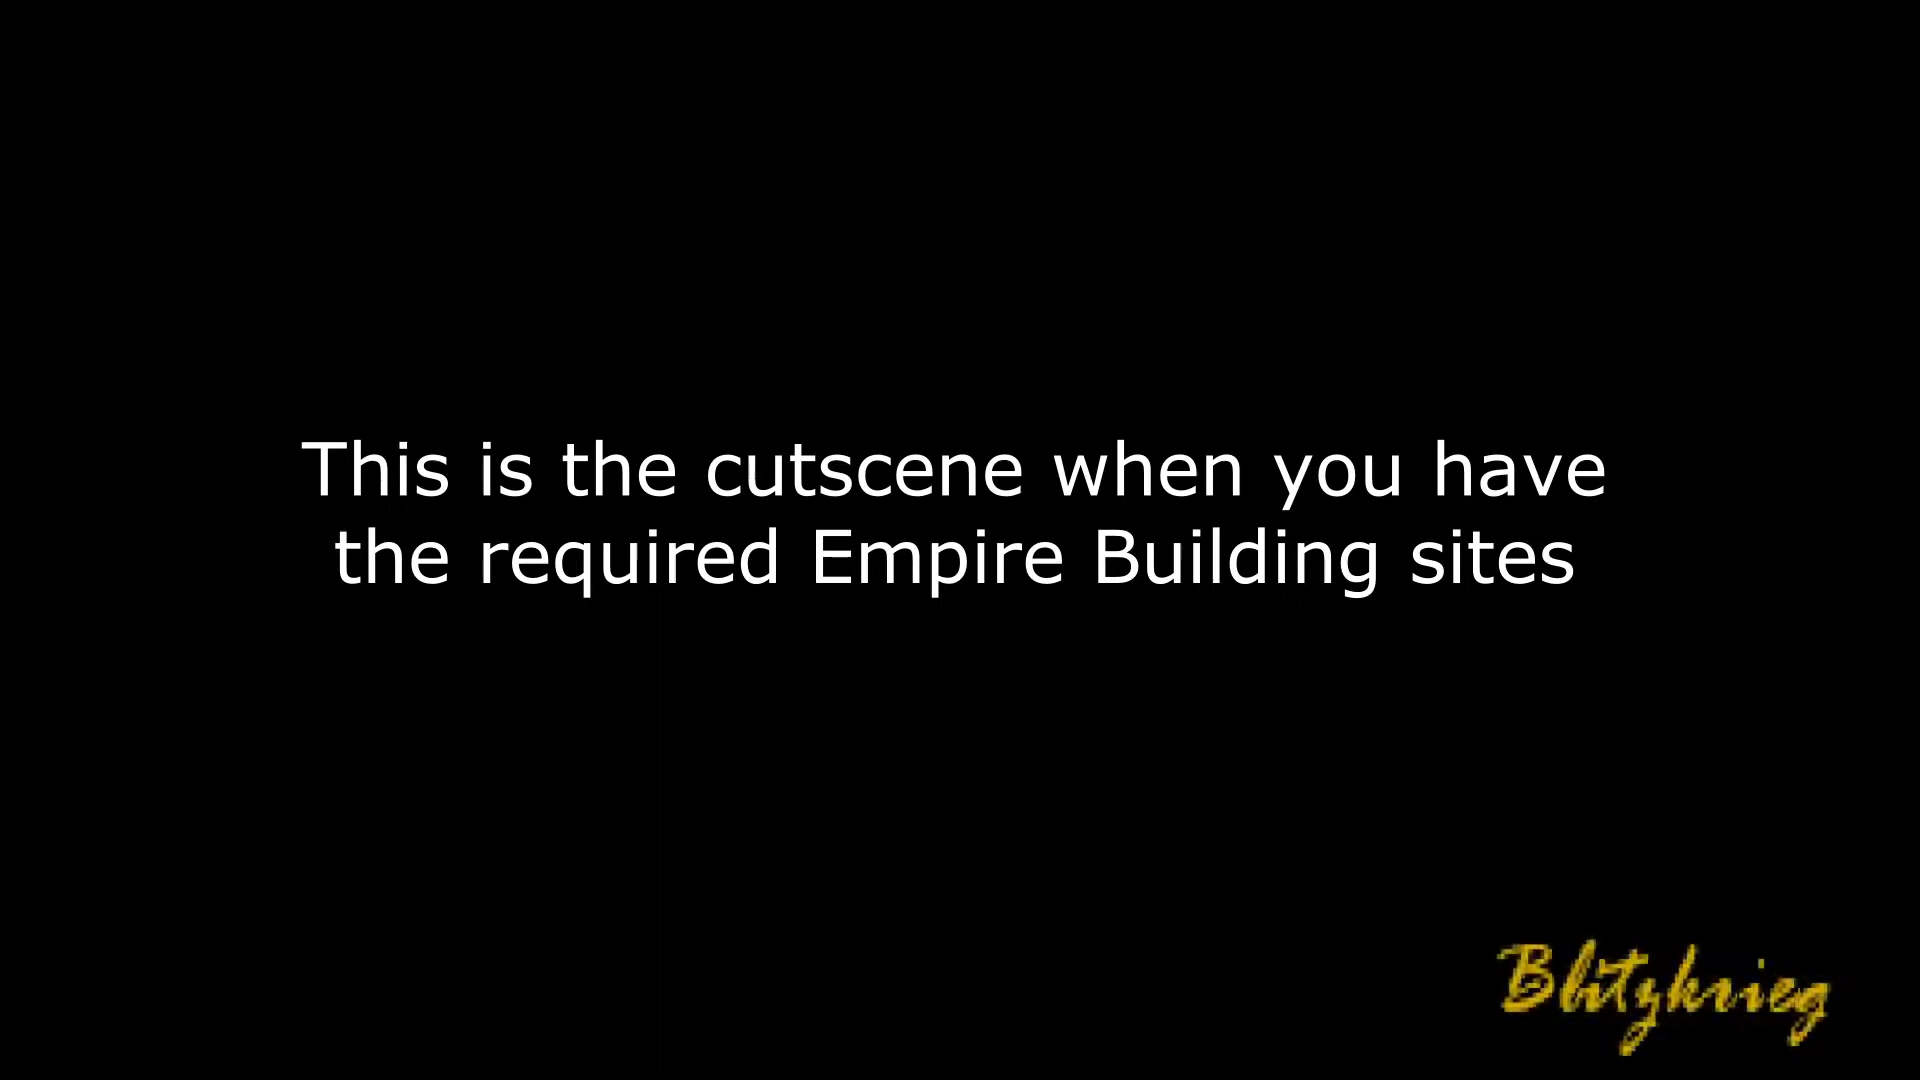 This is the cutscene when you have
the required Empire Building sites
Blitzkrieg